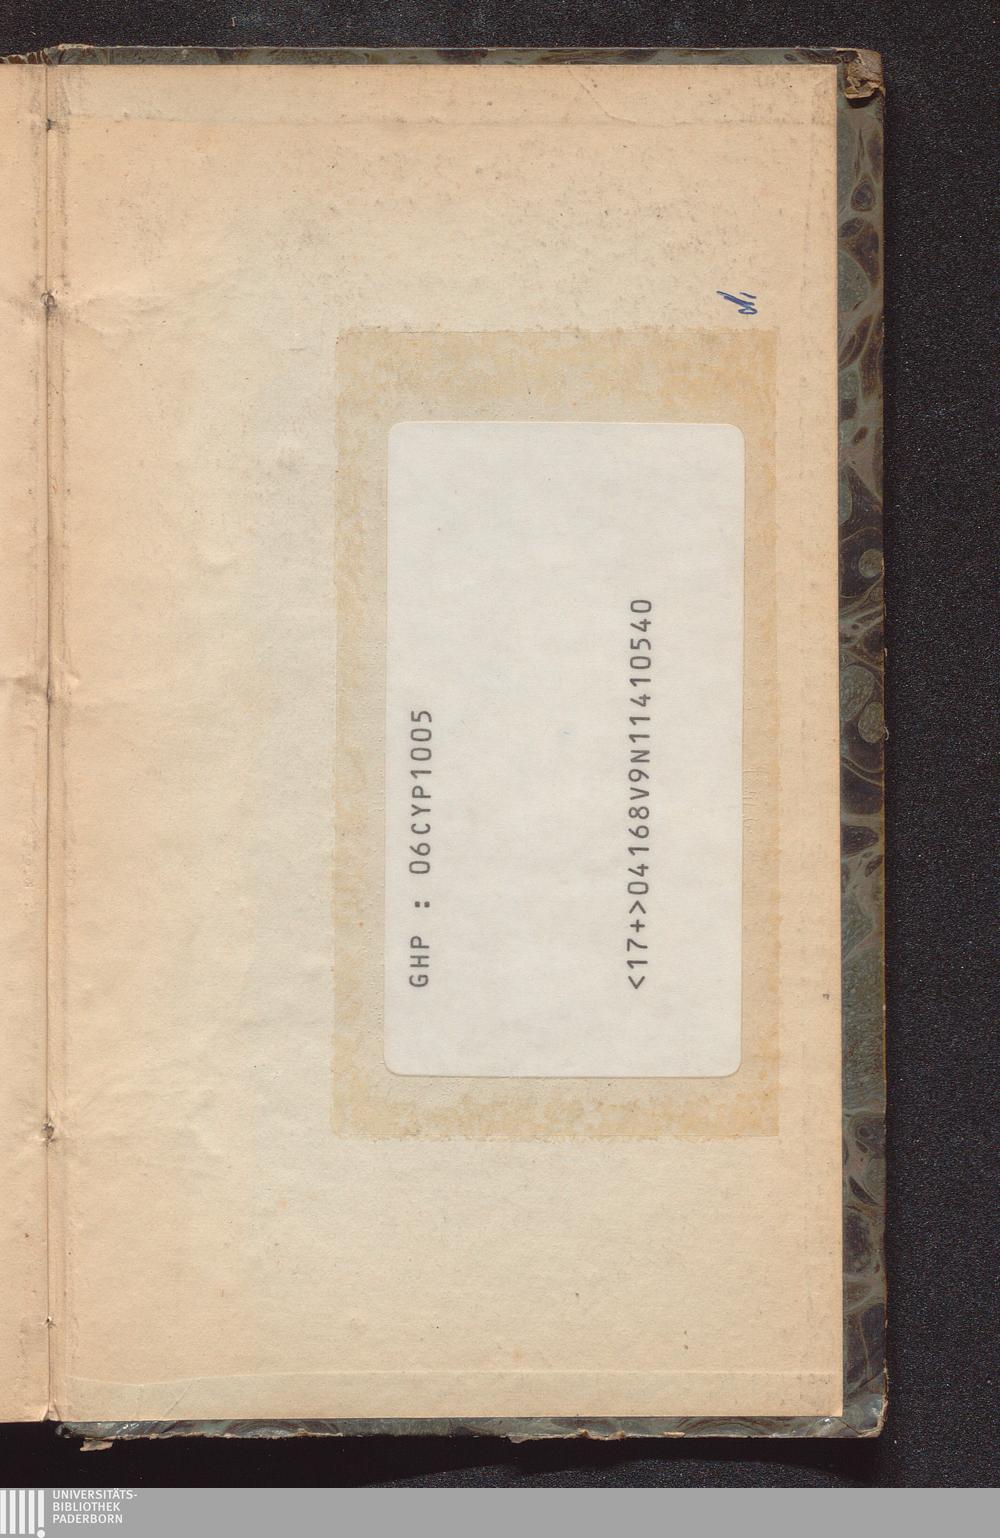 GHP : 06CYP1005
<17+>04168V9N11410540
UNIVERSITÄTS-
BIBLIOTHEK
PADERBORN